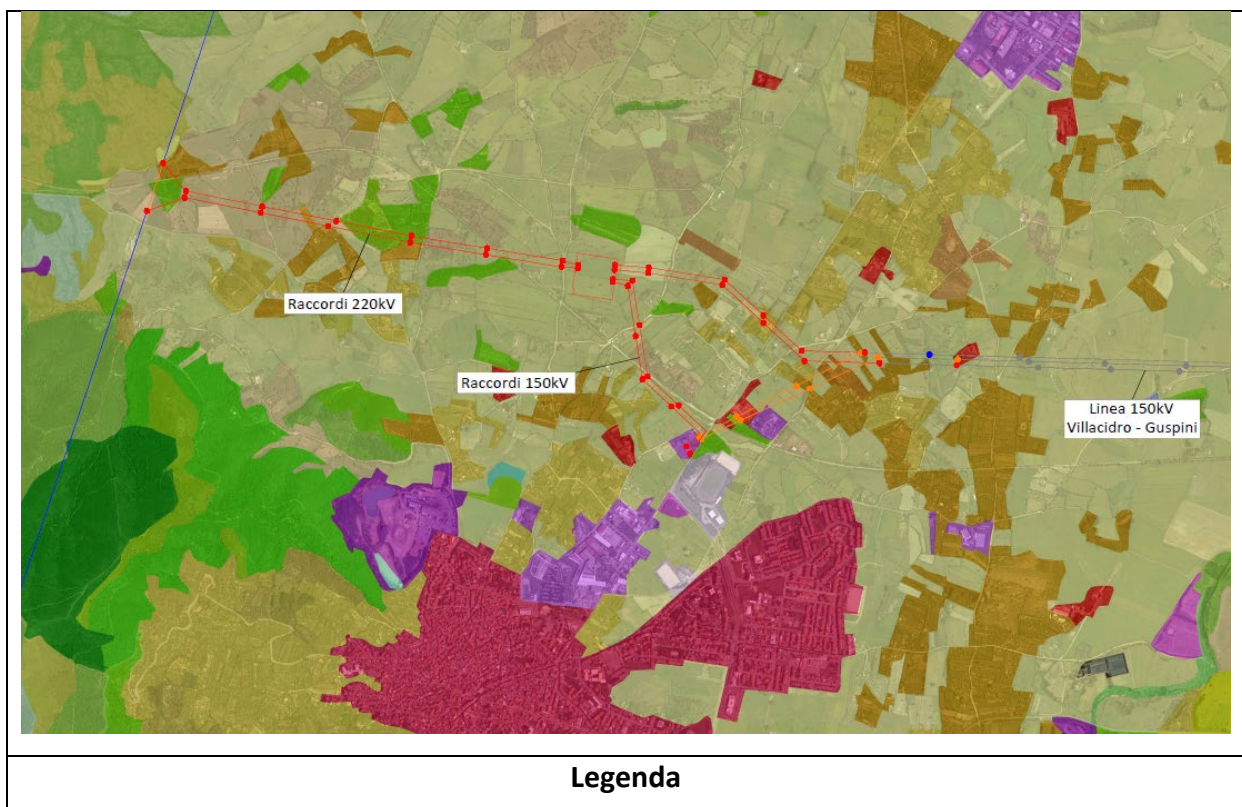 Raccordi 220kV
Raccordi 150kV
Linea 150kV
Villacidro - Guspini
Legenda